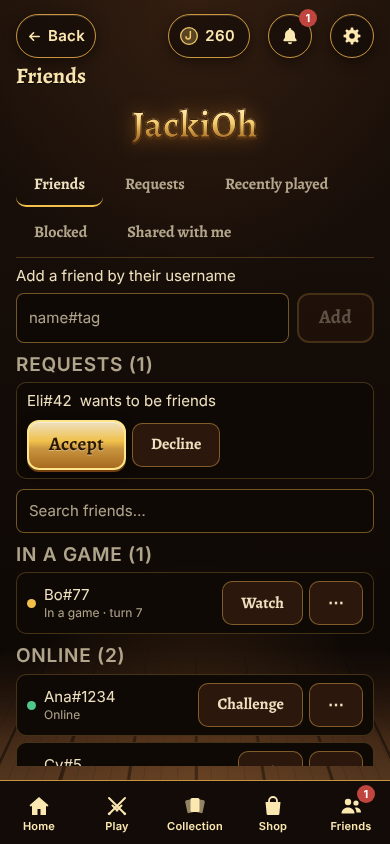 ← Back
J 260
1
Friends
JackiOh
Friends Requests Recently played
Blocked Shared with me
Add a friend by their username
name#tag
Add
REQUESTS (1)
Eli#42 wants to be friends
Accept Decline
Search friends...
IN A GAME (1)
Bo#77
In a game · turn 7
Watch ...
ONLINE (2)
Ana#1234
Online
Challenge ...
Cy#5
1
Home Play Collection Shop Friends